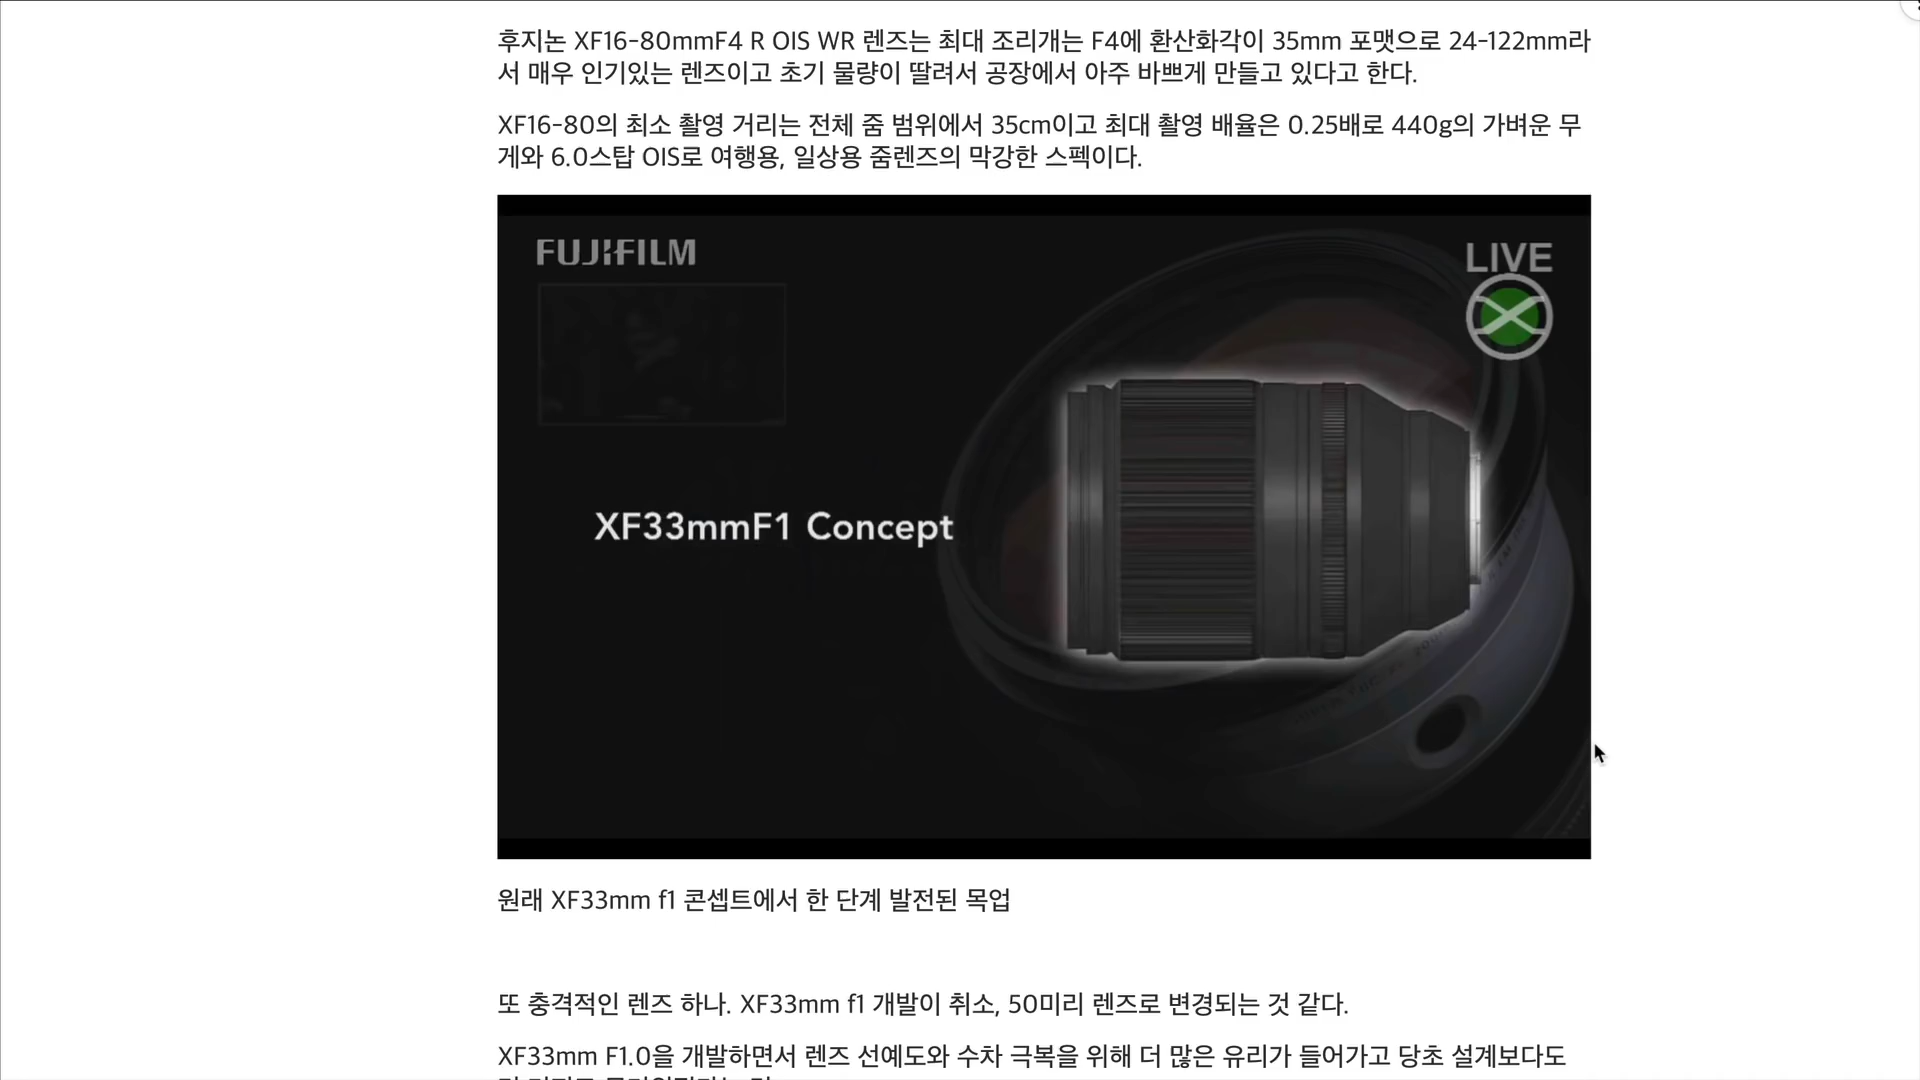 후지논 XF16-80mmF4 R OIS WR 렌즈는 최대 조리개는 F4에 환산화각이 35mm 포맷으로 24-122mm라
서 매우 인기있는 렌즈이고 초기 물량이 딸려서 공장에서 아주 바쁘게 만들고 있다고 한다.
XF16-80의 최소 촬영 거리는 전체 줌 범위에서 35cm이고 최대 촬영 배율은 0.25배로 440g의 가벼운 무
게와 6.0스탑 OIS로 여행용, 일상용 줌렌즈의 막강한 스펙이다.
FUJIFILM
LIVE
XF33mmF1 Concept
원래 XF33mm f1 콘셉트에서 한 단계 발전된 목업
또 충격적인 렌즈 하나. XF33mm f1 개발이 취소, 50미리 렌즈로 변경되는 것 같다.
XF33mm F1.0을 개발하면서 렌즈 선예도와 수차 극복을 위해 더 많은 유리가 들어가고 당초 설계보다도